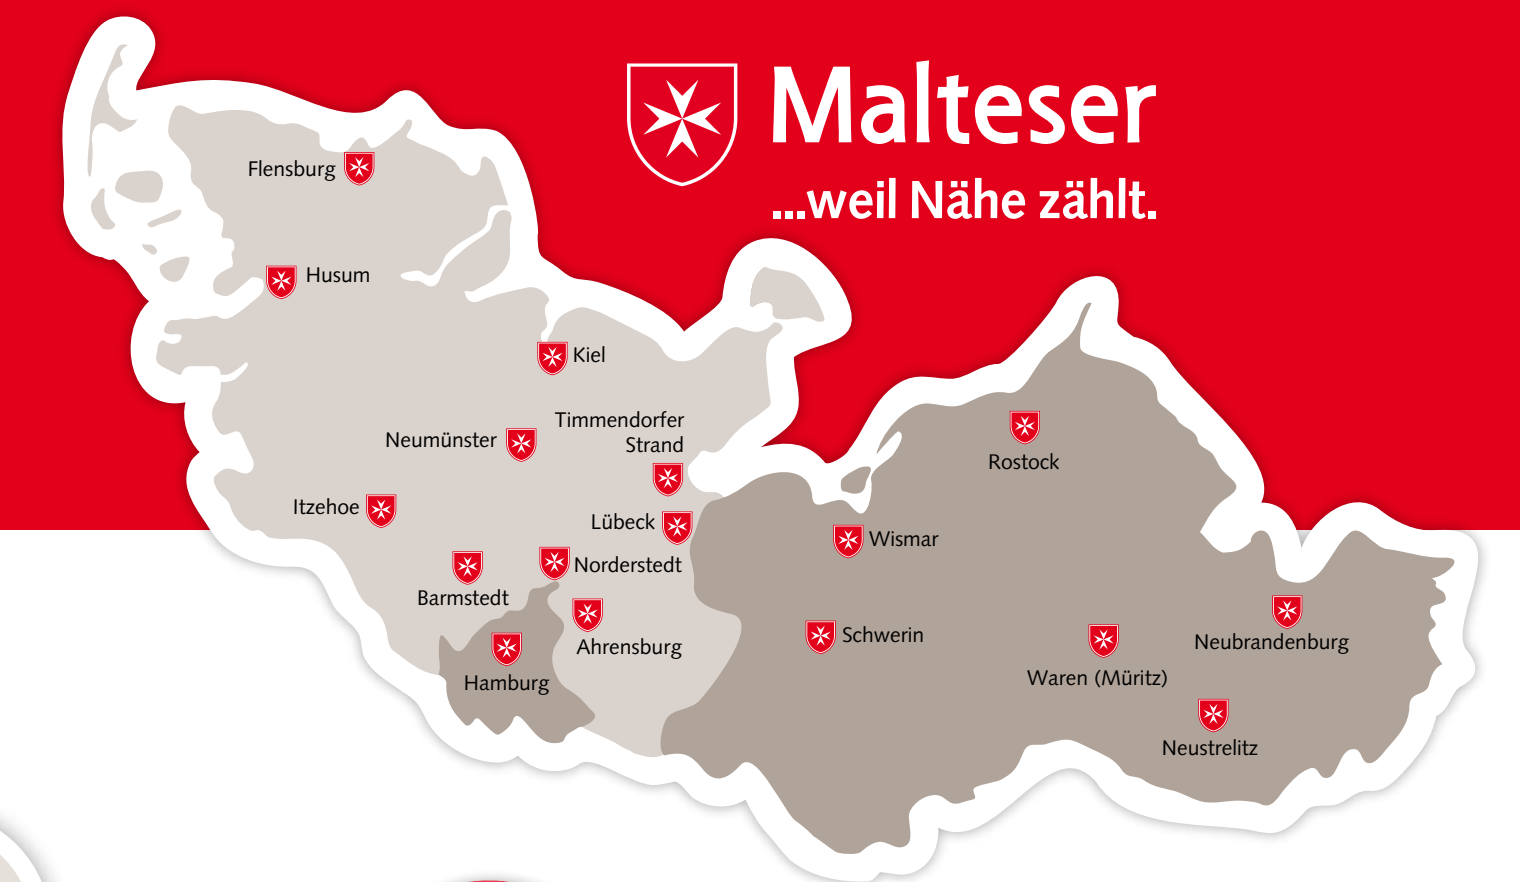 Malteser
...weil Nähe zählt.
Flensburg
Husum
Kiel
Timmendorfer
Strand
Neumünster
Itzehoe
Lübeck
Norderstedt
Barmstedt
Ahrensburg
Hamburg
Rostock
Wismar
Schwerin
Neubrandenburg
Waren (Müritz)
Neustrelitz